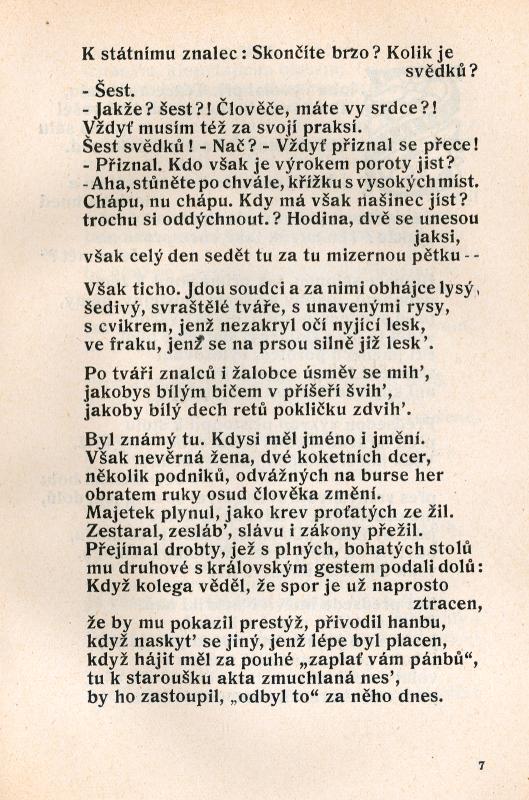 K státnímu znalec : Skončíte brzo? Kolik je
svědků?
- Šest.
- Jakže? šest?! Člověče, máte vy srdce?!
Vždyť musím též za svojí praksí.
Šest svědků! - Nač? - Vždyť přiznal se přece!
- Přiznal. Kdo však je výrokem poroty jist?
- Aha, stůněte po chvále, křížku s vysokých míst.
Chápu, nu chápu. Kdy má však našinec jíst?
trochu si oddýchnout.? Hodina, dvě se unesou
jaksi,
však celý den sedět tu za tu mizernou pětku - -
Však ticho. Jdou soudci a za nimi obhájce lysý,
šedivý, svraštělé tváře, s unavenými rysy,
s cvikrem, jenž nezakryl očí nyjící lesk,
ve fraku, jenž se na prsou silně již lesk'.
Po tváři znalců i žalobce úsměv se mih',
jakobys bílým bičem v příšeří švih',
jakoby bílý dech retů pokličku zdvih'.
Byl známý tu. Kdysi měl jméno i jmění.
Však nevěrná žena, dvé koketních dcer,
několik podniků, odvážných na burse her
obratem ruky osud člověka změní.
Majetek plynul, jako krev proťatých ze žil.
Zestaral, zesláb', slávu i zákony přežil.
Přejímal drobty, jež s plných, bohatých stolů
mu druhové s královským gestem podali dolů:
Když kolega věděl, že spor je už naprosto
ztracen,
že by mu pokazil prestýž, přivodil hanbu,
když naskyt' se jiný, jenž lépe byl placen,
když hájit měl za pouhé „zaplať vám pánbů“,
tu k staroušku akta zmuchlaná nes',
by ho zastoupil, „odbyl to“ za něho dnes.
7